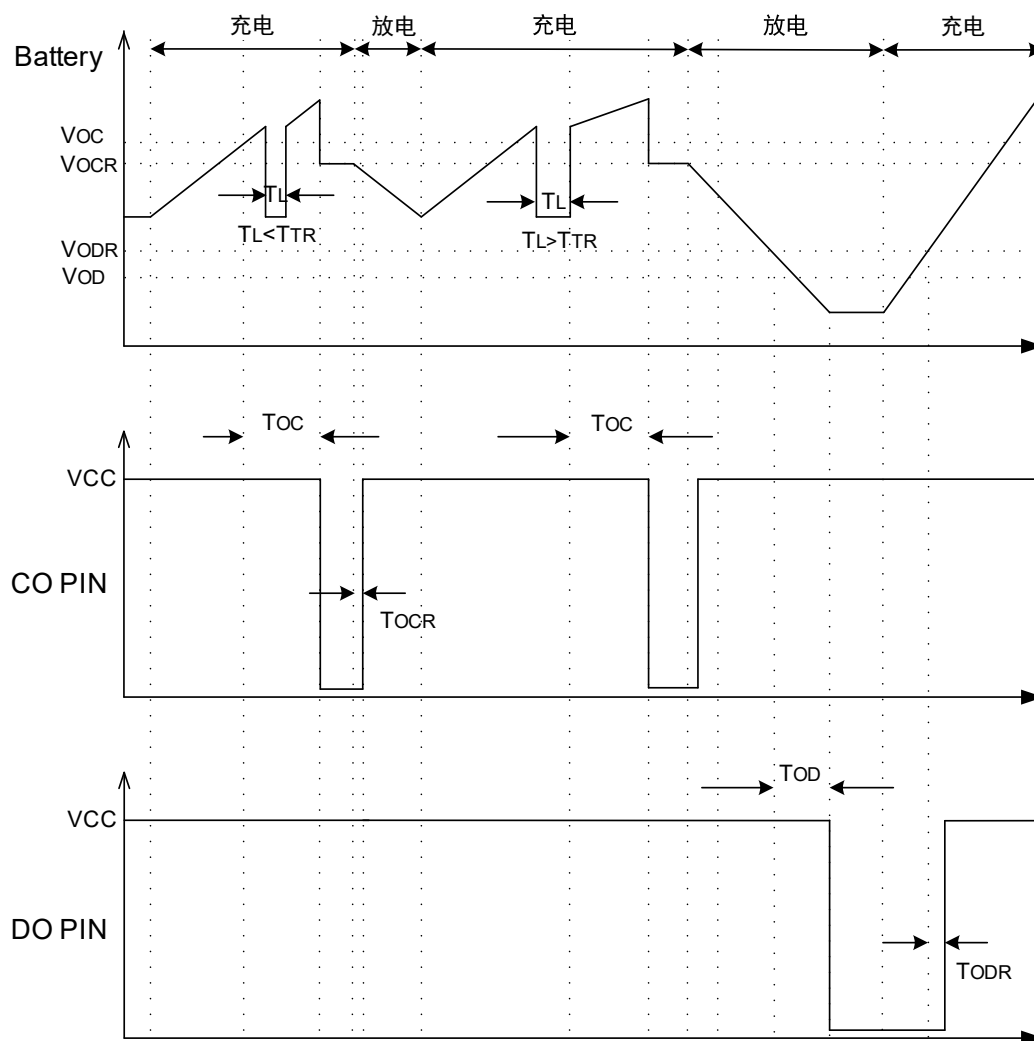 充电 放电 充电 放电 充电
Battery
VOC
VOCR
TL TL
TL<TTR TL>TTR
VODR
VOD
TOC TOC
VCC
CO PIN
TOCR
TOD
VCC
DO PIN
TODR